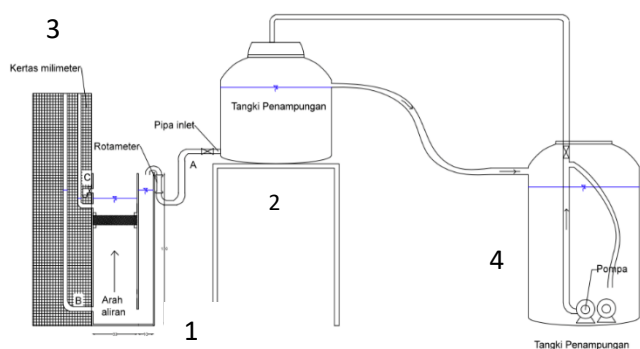 3
Kertas milimeter
Tangki Penampungan
Pipa inlet
Rotameter
A
C
2
4
B
Arah
aliran
Pompa
1
Tangki Penampungan